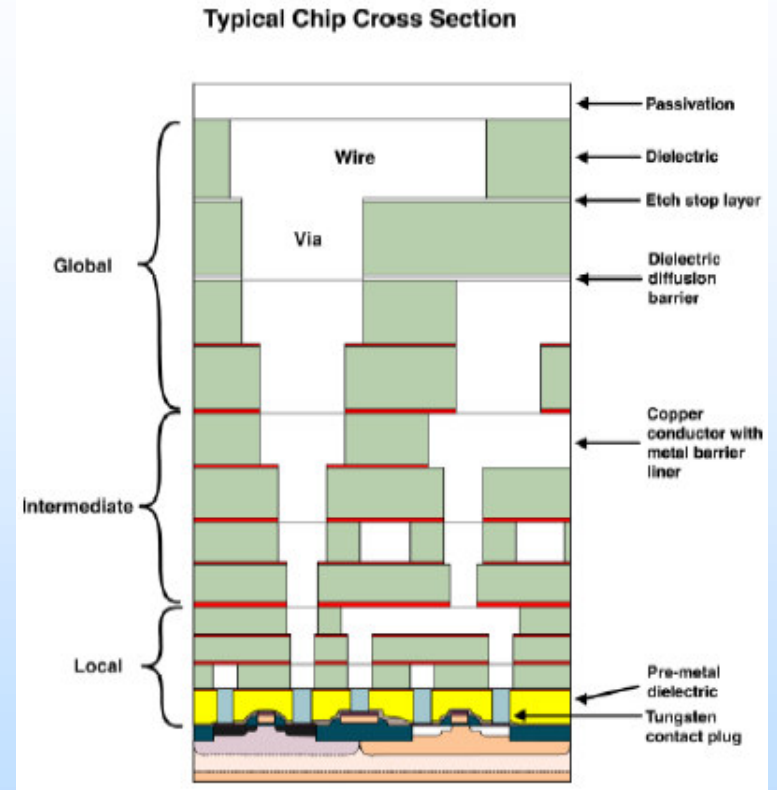 Typical Chip Cross Section
Passivation
Wire
Dielectric
Etch stop layer
Via
Global
Dielectric
diffusion
barrier
Copper
conductor with
metal barrier
liner
Intermediate
Local
Pre-metal
dielectric
Tungsten
contact plug